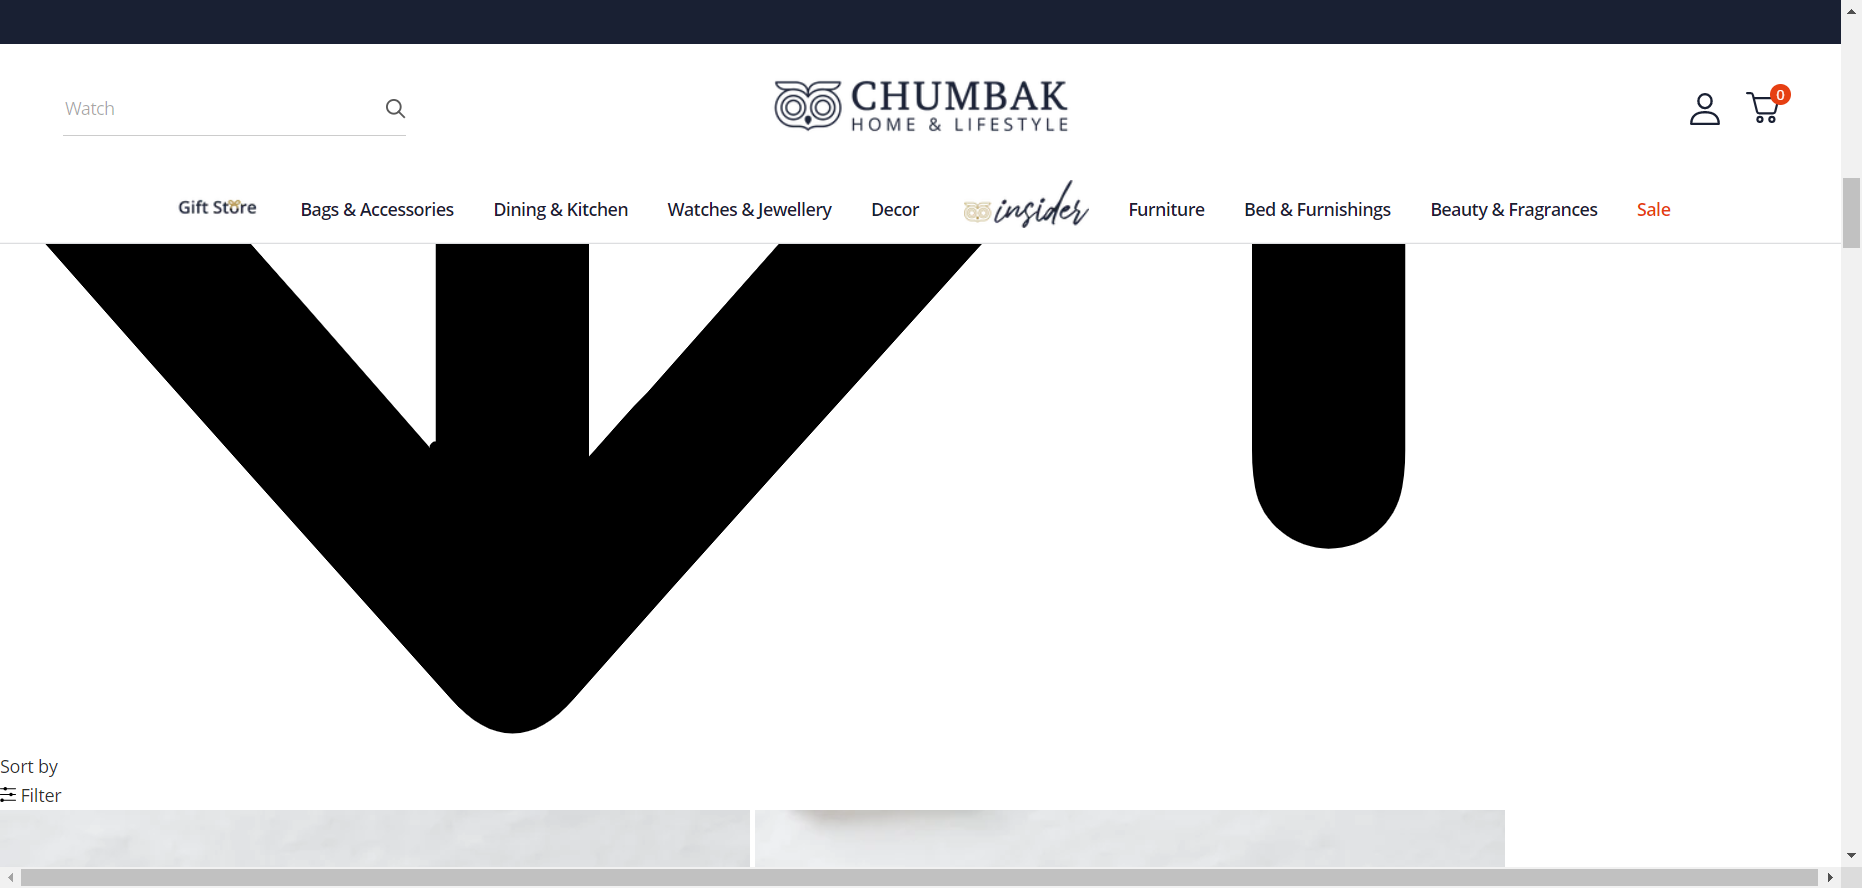 Watch
CHUMBAK
HOME & LIFESTYLE
0
Gift Store
Bags & Accessories
Dining & Kitchen
Watches & Jewellery
Decor
insider
Furniture
Bed & Furnishings
Beauty & Fragrances
Sale
Sort by
Filter